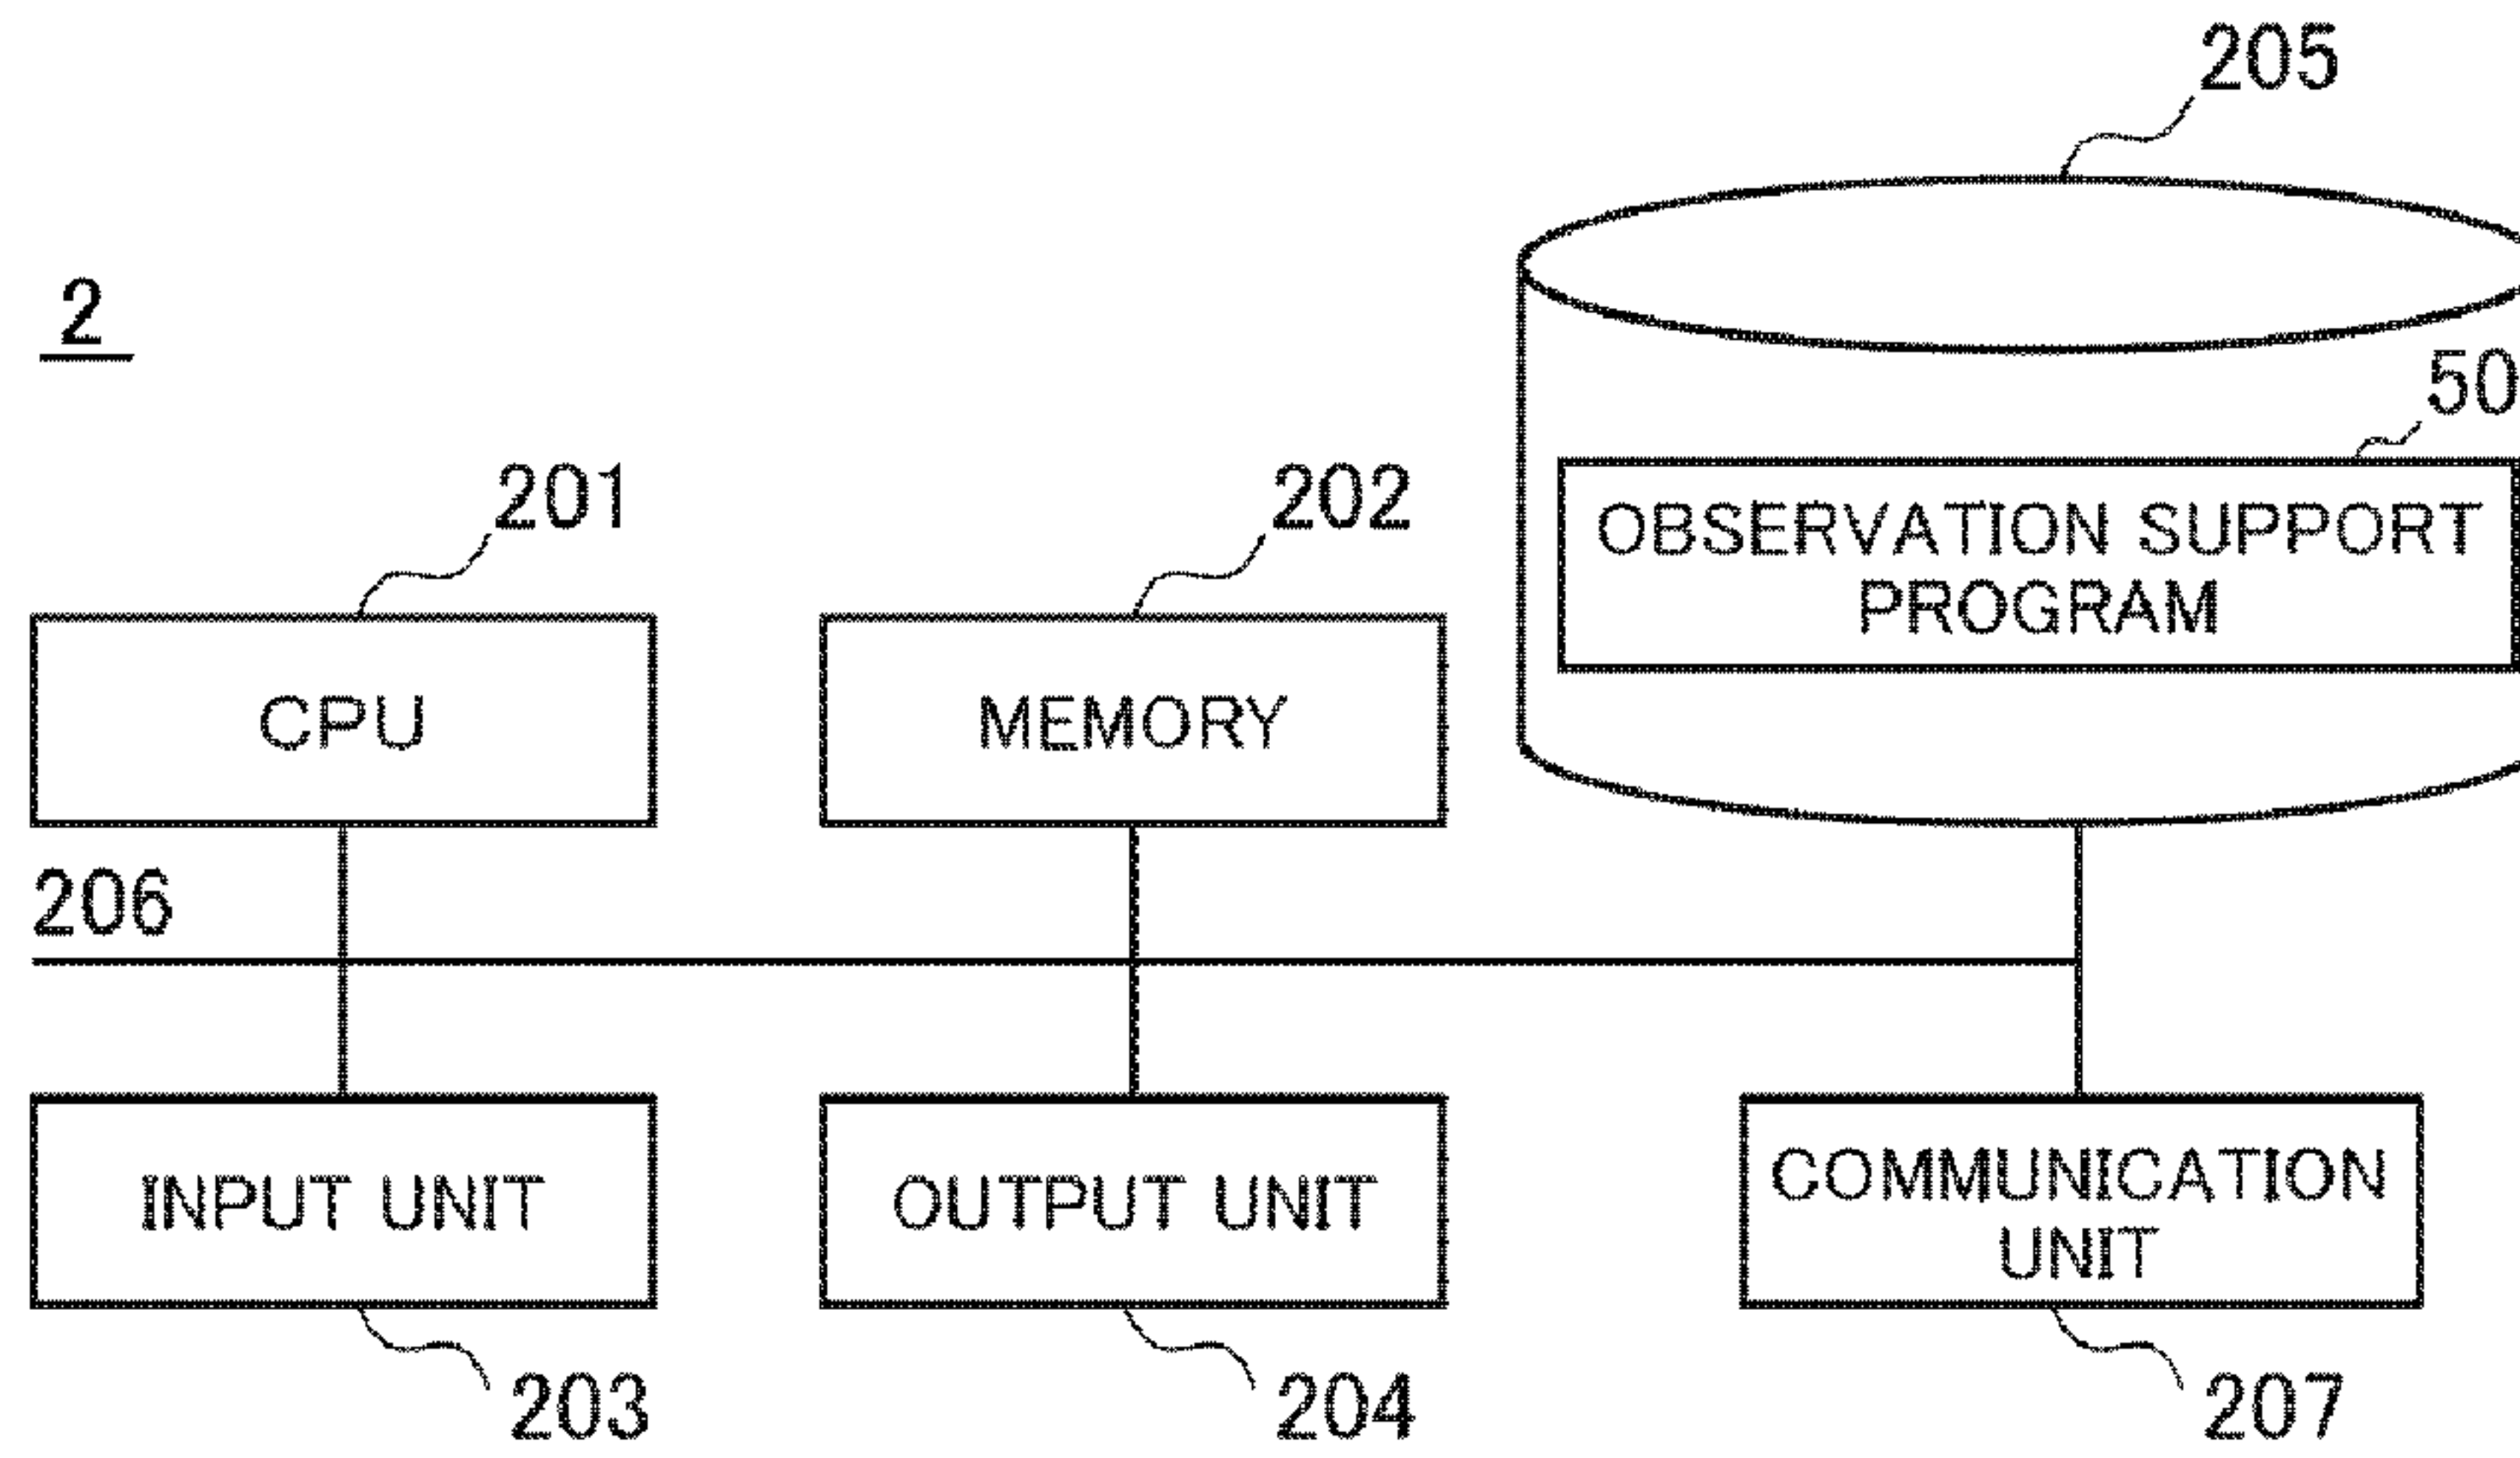 205
2
50
201
202
OBSERVATION SUPPORT
PROGRAM
CPU
MEMORY
206
INPUT UNIT
OUTPUT UNIT
COMMUNICATION
UNIT
203
204
207